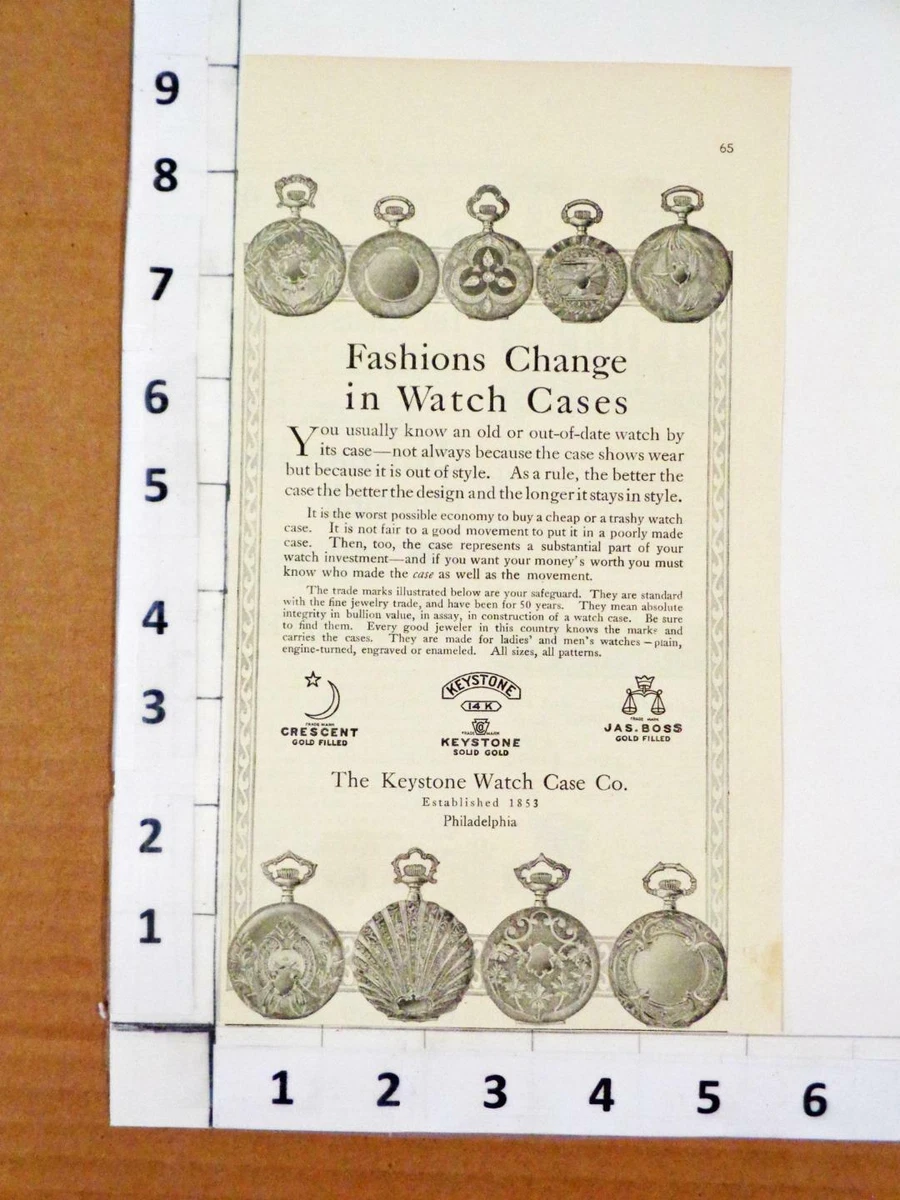 65
Fashions Change
in Watch Cases
You usually know an old or out-of-date watch by
its case—not always because the case shows wear
but because it is out of style. As a rule, the better the
case the better the design and the longer it stays in style.
It is the worst possible economy to buy a cheap or a trashy watch
case. It is not fair to a good movement to put it in a poorly made
case. Then, too, the case represents a substantial part of your
watch investment—and if you want your money's worth you must
know who made the case as well as the movement.
The trade marks illustrated below are your safeguard. They are standard
with the fine jewelry trade, and have been for 50 years. They mean absolute
integrity in bullion value, in assay, in construction of a watch case. Be sure
to find them. Every good jeweler in this country knows the marks and
carries the cases. They are made for ladies' and men's watches—plain,
engine-turned, engraved or enameled. All sizes, all patterns.
TRADE MARK
CRESCENT
GOLD FILLED
KEYSTONE
14 K
TRADE MARK
KEYSTONE
SOLID GOLD
TRADE MARK
JAS. BOSS
GOLD FILLED
The Keystone Watch Case Co.
Established 1853
Philadelphia
9
8
7
6
5
4
3
2
1
1 2 3 4 5 6